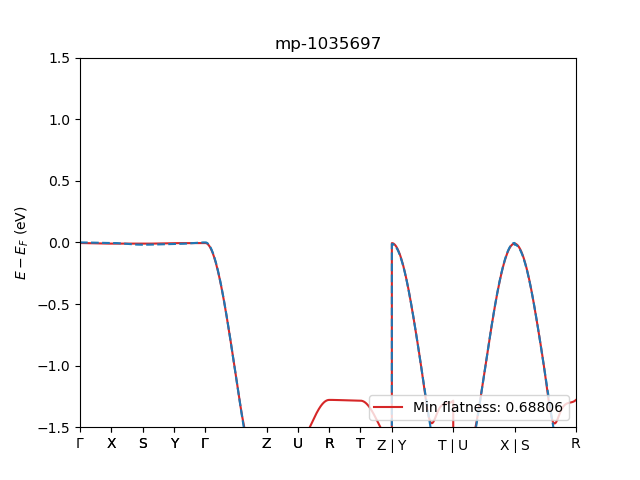 mp-1035697
1.5
1.0
0.5
0.0
−0.5
−1.0
−1.5
E − E_F (eV)
Min flatness: 0.68806
Γ X S Y Γ Z U R T Z | Y T | U X | S R